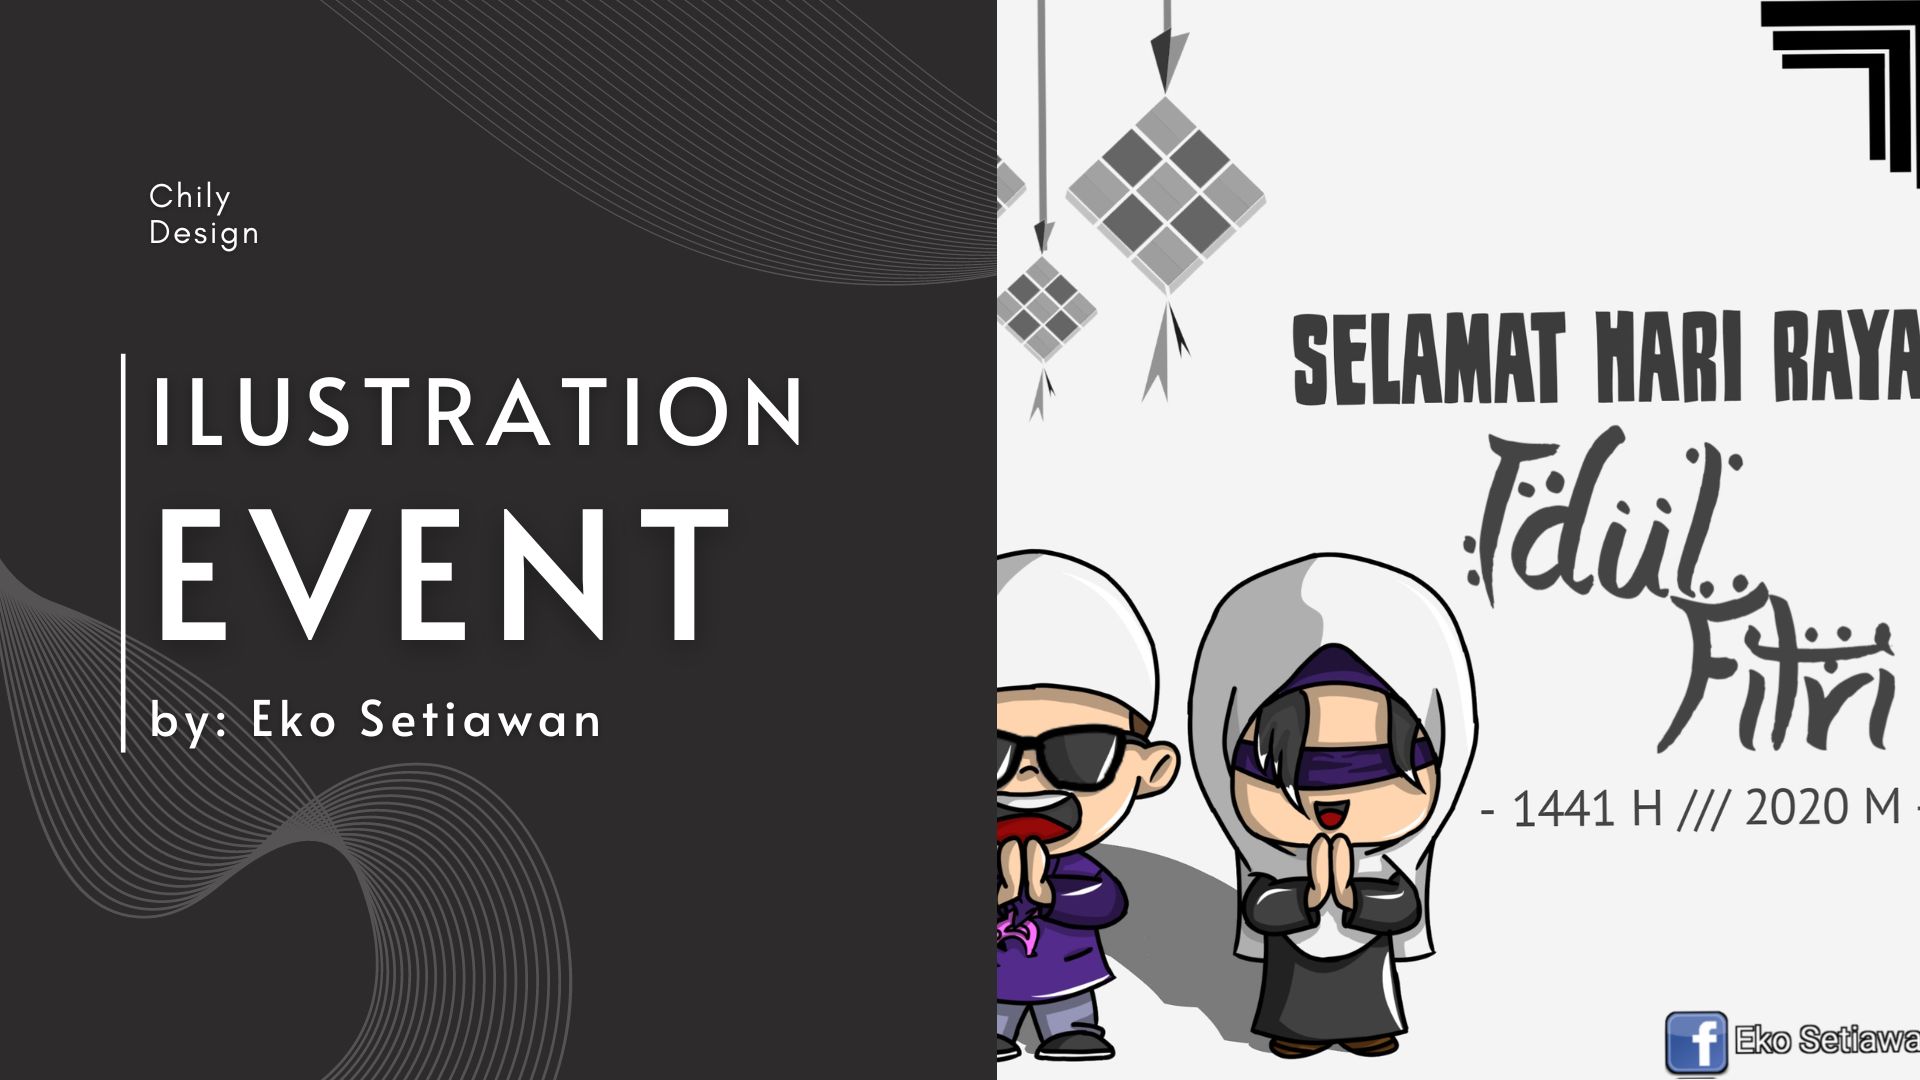 Chily
Design
ILUSTRATION
EVENT
by: Eko Setiawan
SELAMAT HARI RAYA
Idul
Fitri
- 1441 H /// 2020 M -
f Eko Setiawa